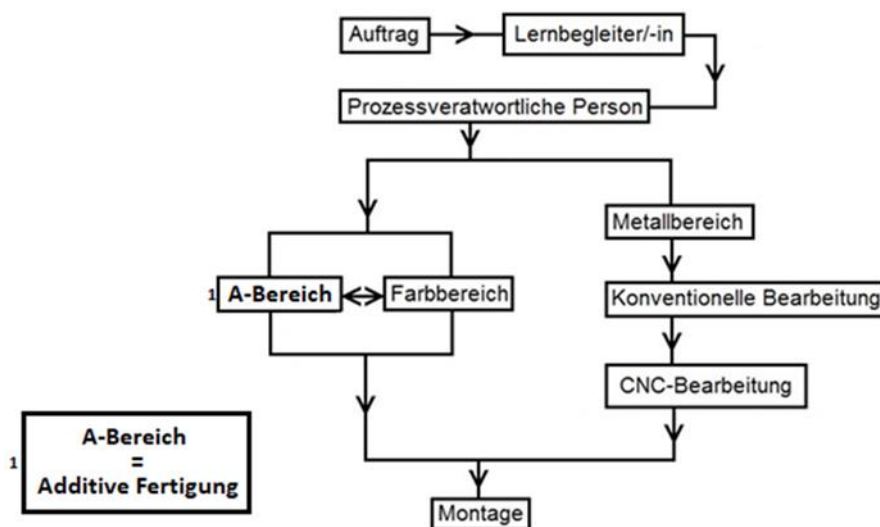 Auftrag
Lernbegleiter/-in
Prozessveratwortliche Person
Metallbereich
1 A-Bereich
Farbbereich
Konventionelle Bearbeitung
CNC-Bearbeitung
1
A-Bereich
=
Additive Fertigung
Montage